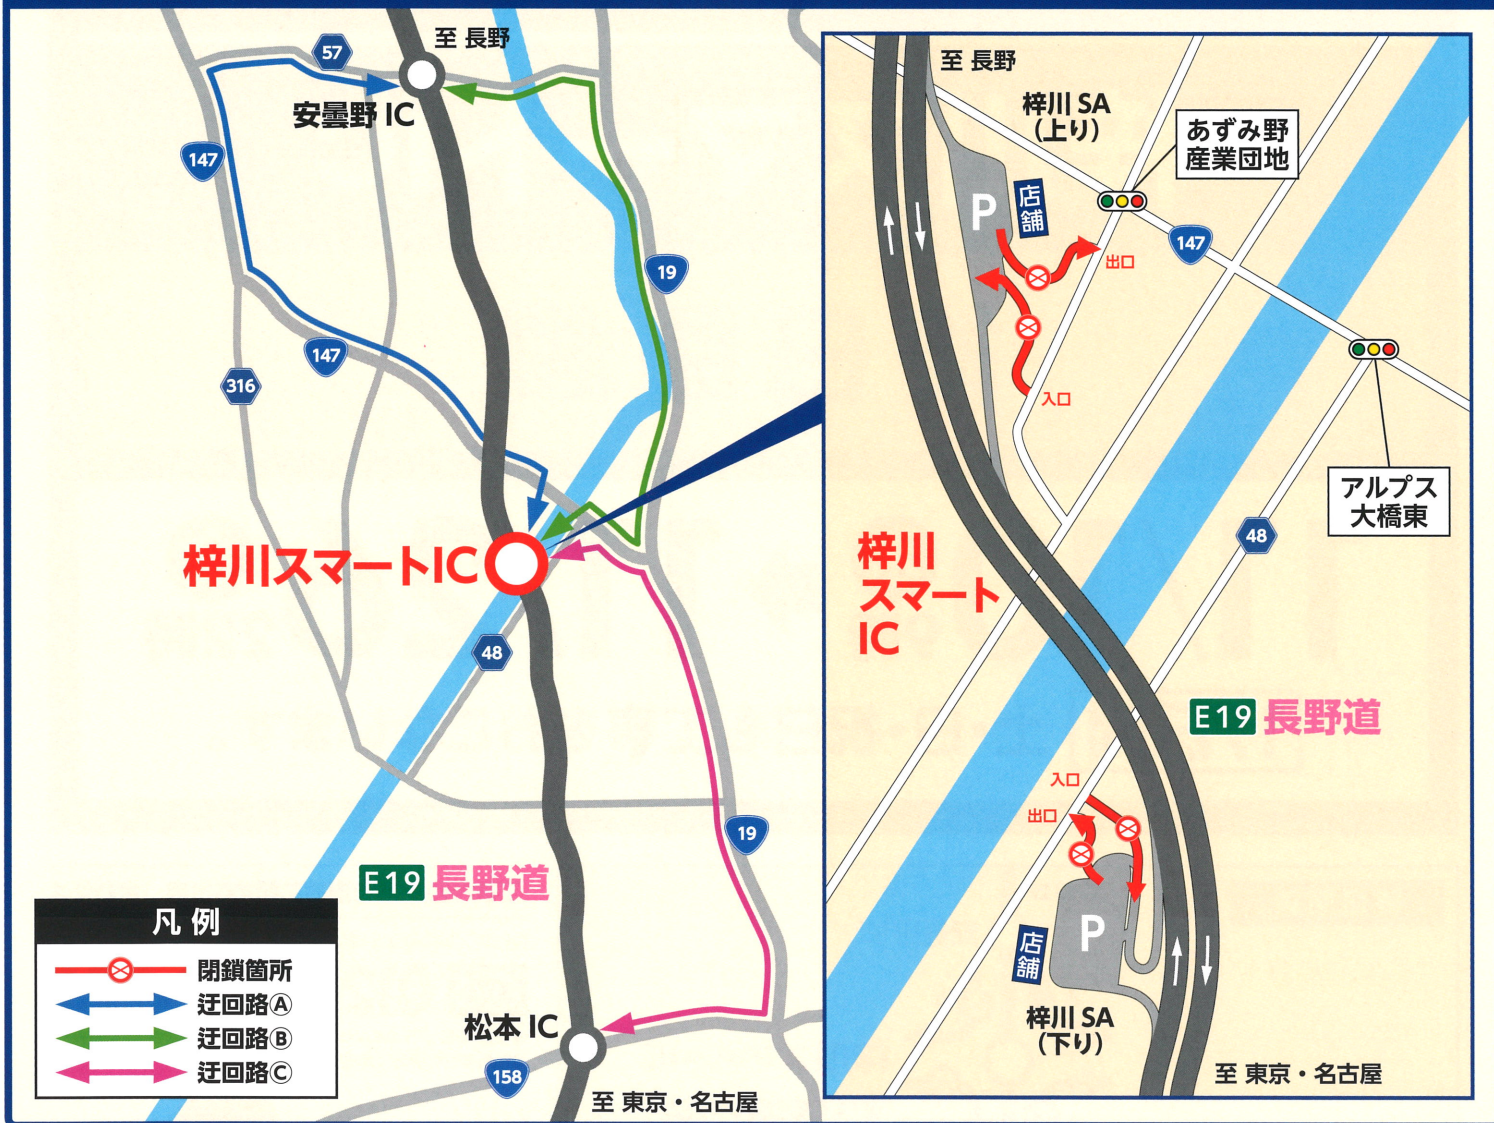 至 長野
57
安曇野 IC
147
19
147
316
梓川スマートIC
48
19
E19 長野道
凡 例
閉鎖箇所
迂回路Ⓐ
迂回路Ⓑ
迂回路Ⓒ
松本 IC
158
至 東京・名古屋
至 長野
梓川 SA
(上り)
あずみ野
産業団地
P
店舗
147
出口
入口
アルプス
大橋東
48
梓川
スマート
IC
E19 長野道
入口
出口
P
店舗
梓川 SA
(下り)
至 東京・名古屋